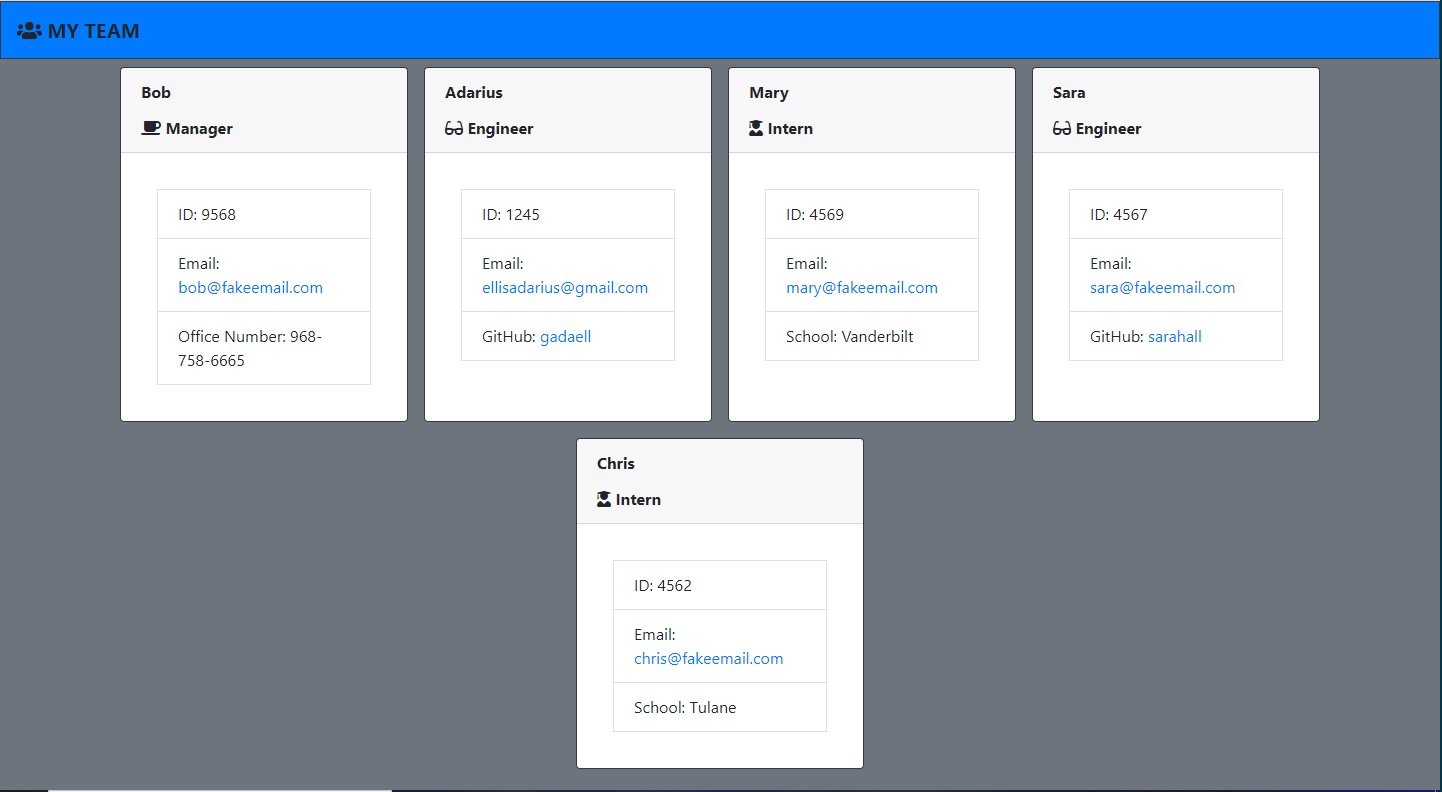 MY TEAM
Bob
Manager
ID: 9568
Email:
bob@fakeemail.com
Office Number: 968-
758-6665
Adarius
Engineer
ID: 1245
Email:
ellisadarius@gmail.com
GitHub: gadaell
Mary
Intern
ID: 4569
Email:
mary@fakeemail.com
School: Vanderbilt
Sara
Engineer
ID: 4567
Email:
sara@fakeemail.com
GitHub: sarahall
Chris
Intern
ID: 4562
Email:
chris@fakeemail.com
School: Tulane